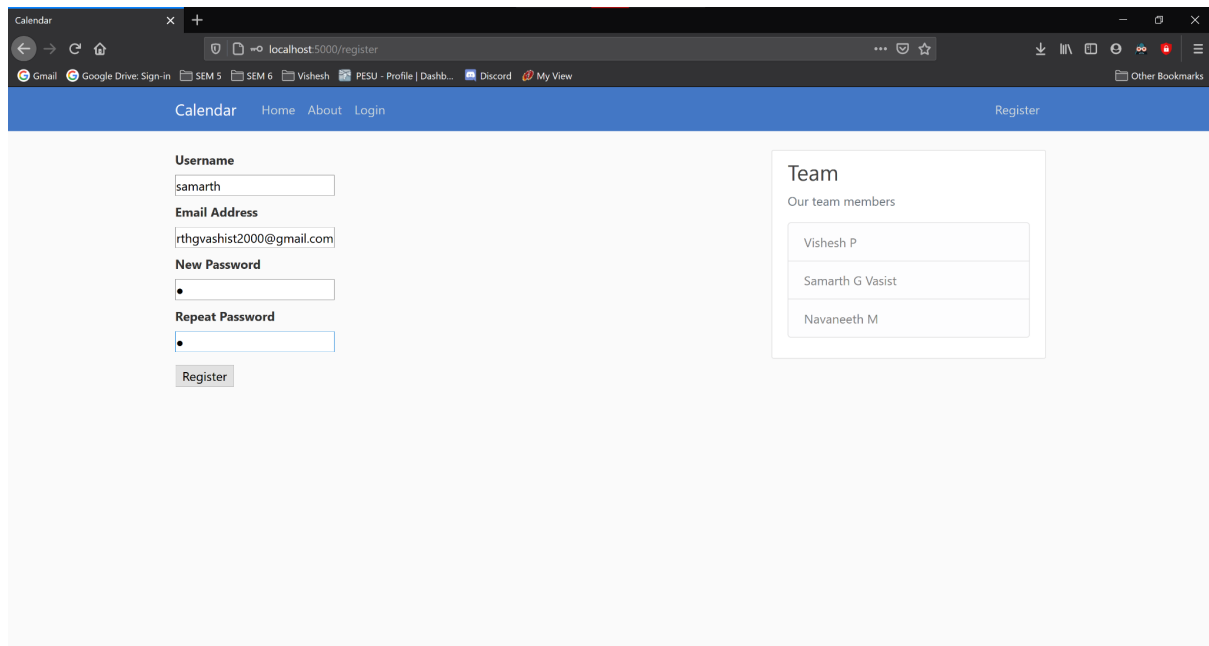 Calendar
localhost:5000/register
Gmail Google Drive: Sign-in SEM 5 SEM 6 Vishesh PESU - Profile | Dashb... Discord My View Other Bookmarks
Calendar Home About Login Register
Username
samarth
Email Address
rthgvashist2000@gmail.com
New Password
Repeat Password
Register
Team
Our team members
Vishesh P
Samarth G Vasist
Navaneeth M